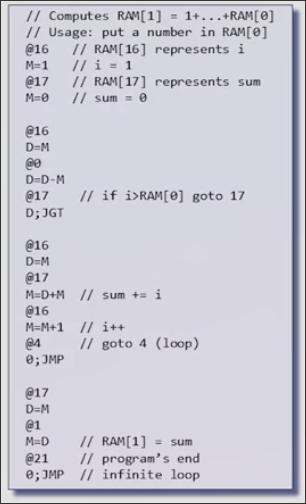 // Computes RAM[1] = 1+...+RAM[0]
// Usage: put a number in RAM[0]
@16 // RAM[16] represents i
M=1 // i = 1
@17 // RAM[17] represents sum
M=0 // sum = 0
@16
D=M
@0
D=D-M
@17 // if i>RAM[0] goto 17
D;JGT
@16
D=M
@17
M=D+M // sum += i
@16
M=M+1 // i++
@4 // goto 4 (loop)
0;JMP
@17
D=M
@1
M=D // RAM[1] = sum
@21 // program's end
0;JMP // infinite loop